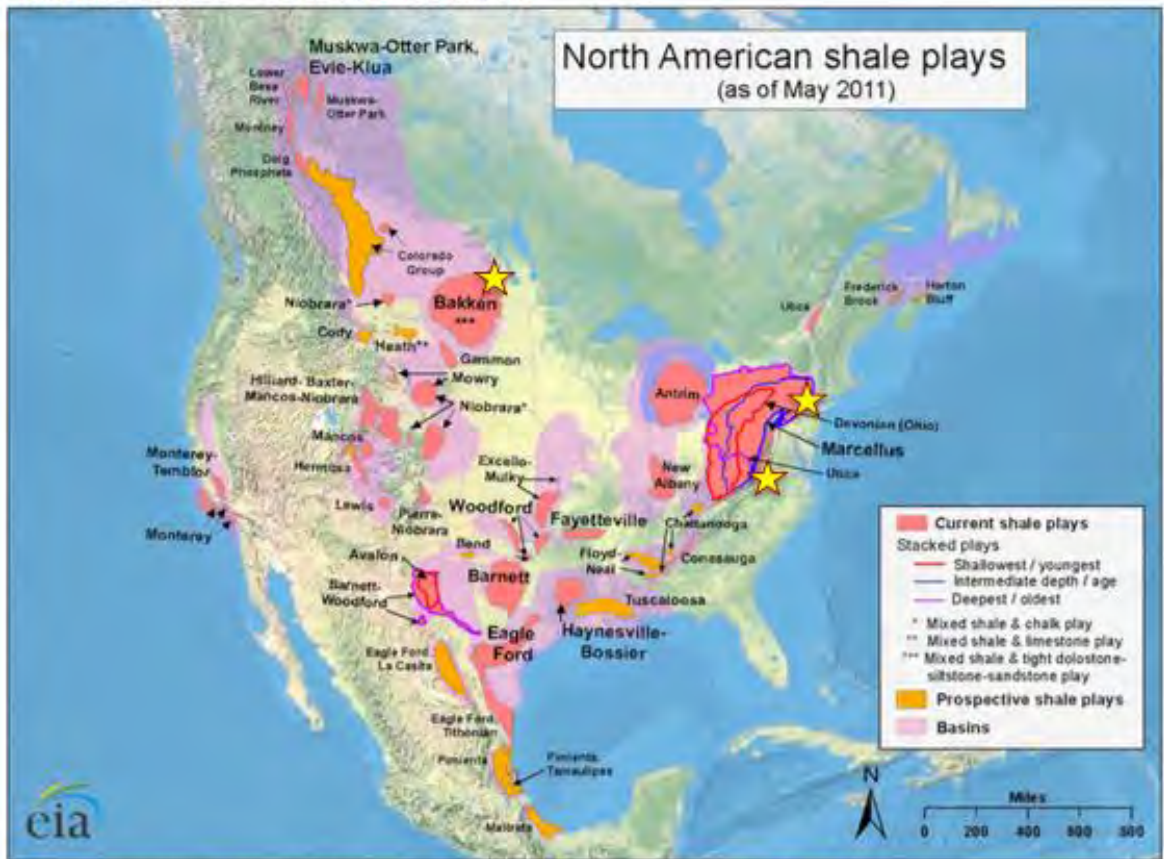 North American shale plays
(as of May 2011)
Muskwa-Otter Park,
Evie-Klua
Lower
Besa
River
Muskwa-
Otter Park
Montney
Doig
Phosphate
Colorado
Group
Niobrara*
Bakken
***
Cody
Heath**
Gammon
Mowry
Hilliard-Baxter-
Mancos-Niobrara
Niobrara*
Antrim
Utica
Frederick
Brook
Horton
Bluff
Devonian (Ohio)
Marcellus
Utica
Mancos
Monterey-
Temblor
Hermosa
Excello-
Mulky
New
Albany
Lewis
Pierre-
Niobrara
Woodford
Fayetteville
Chattanooga
Monterey
Avalon
Bend
Barnett
Floyd-
Neal
Conasauga
Barnett-
Woodford
Tuscaloosa
Eagle
Ford
Haynesville-
Bossier
Eagle Ford,
La Casita
Eagle Ford,
Tithonian
Pimienta
Pimienta,
Tamaulipas
Maltrata
Current shale plays
Stacked plays
Shallowest / youngest
Intermediate depth / age
Deepest / oldest
* Mixed shale & chalk play
** Mixed shale & limestone play
*** Mixed shale & tight dolostone-
siltstone-sandstone play
Prospective shale plays
Basins
eia
N
Miles
0 200 400 600 800